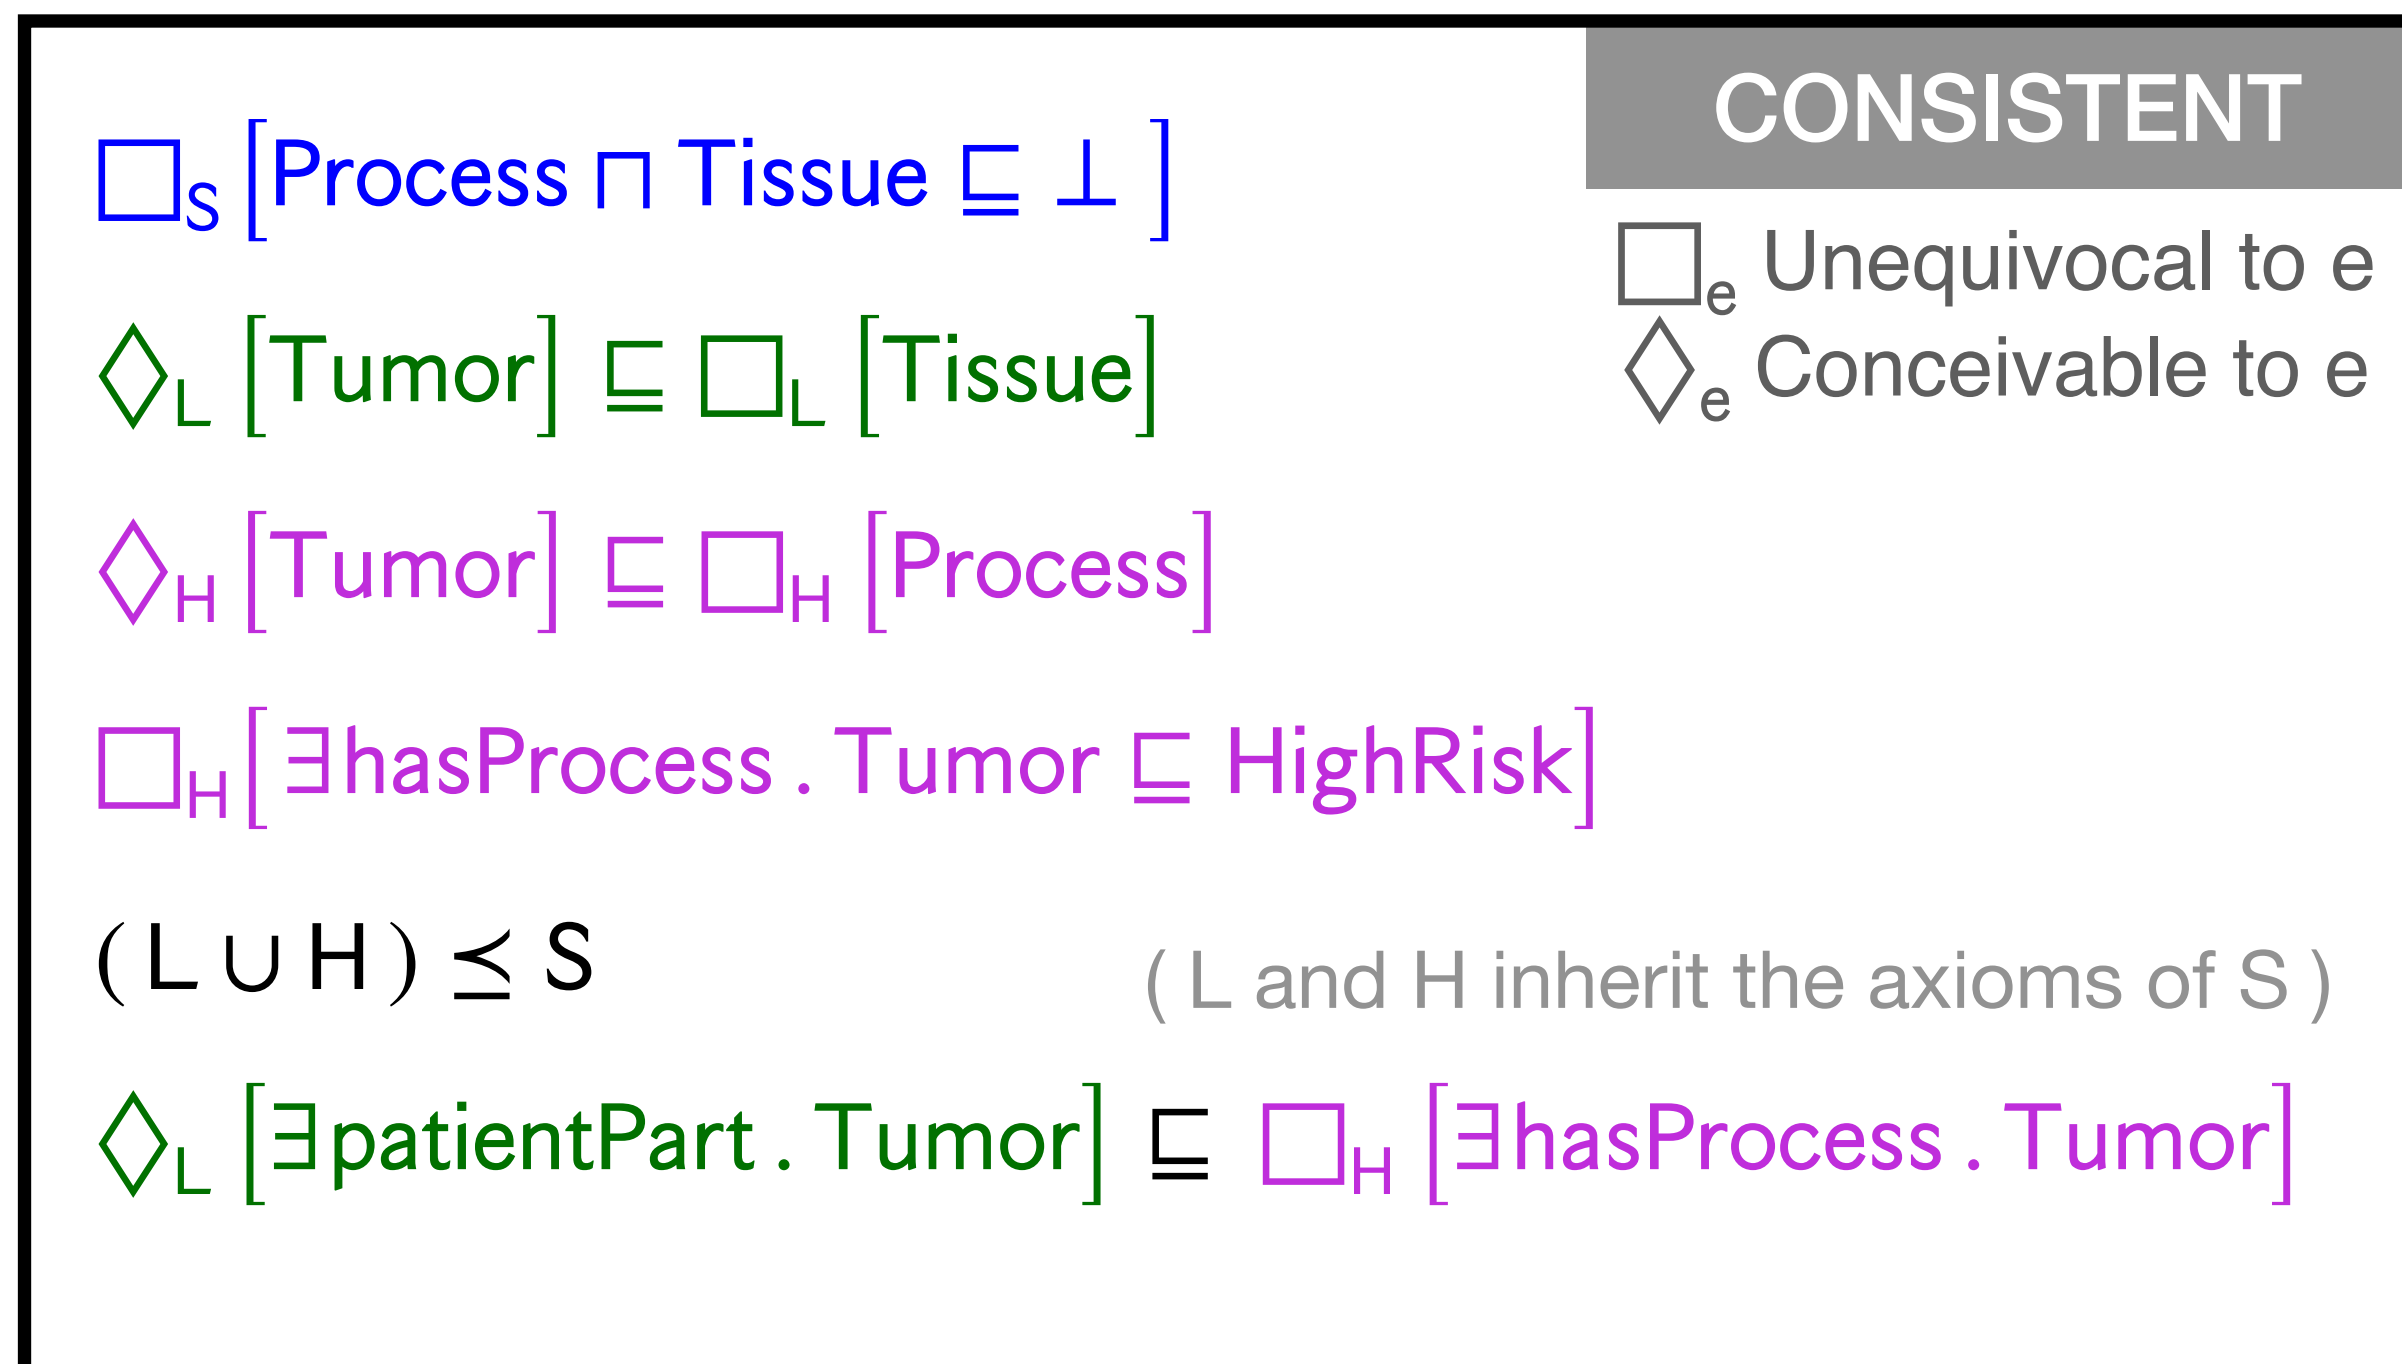 CONSISTENT
□S [Process ⊓ Tissue ⊑ ⊥ ]
□e Unequivocal to e
◇L [Tumor] ⊑ □L [Tissue]
◇e Conceivable to e
◇H [Tumor] ⊑ □H [Process]
□H [ ∃hasProcess . Tumor ⊑ HighRisk]
( L ∪ H ) ⪯ S
( L and H inherit the axioms of S )
◇L [∃patientPart . Tumor] ⊑ □H [∃hasProcess . Tumor]